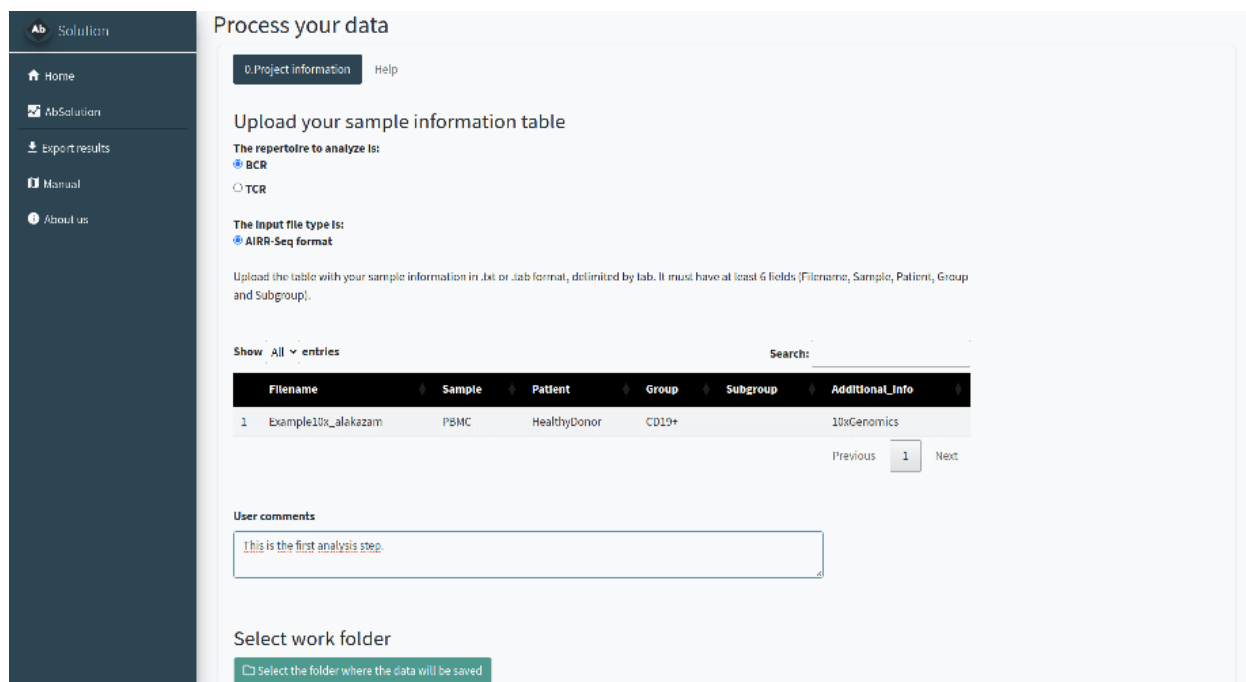 Ab Solution
Process your data
Home
AbSolution
Export results
Manual
About us
0.Project information Help
Upload your sample information table
The repertoire to analyze is:
BCR
TCR
The input file type is:
AIRR-Seq format
Upload the table with your sample information in .txt or .tab format, delimited by tab. It must have at least 6 fields (Filename, Sample, Patient, Group
and Subgroup).
Show All entries Search:
Filename Sample Patient Group Subgroup Additional_Info
1 Example10x_alakazam PBMC HealthyDonor CD19+ 10xGenomics
Previous 1 Next
User comments
This is the first analysis step.
Select work folder
Select the folder where the data will be saved